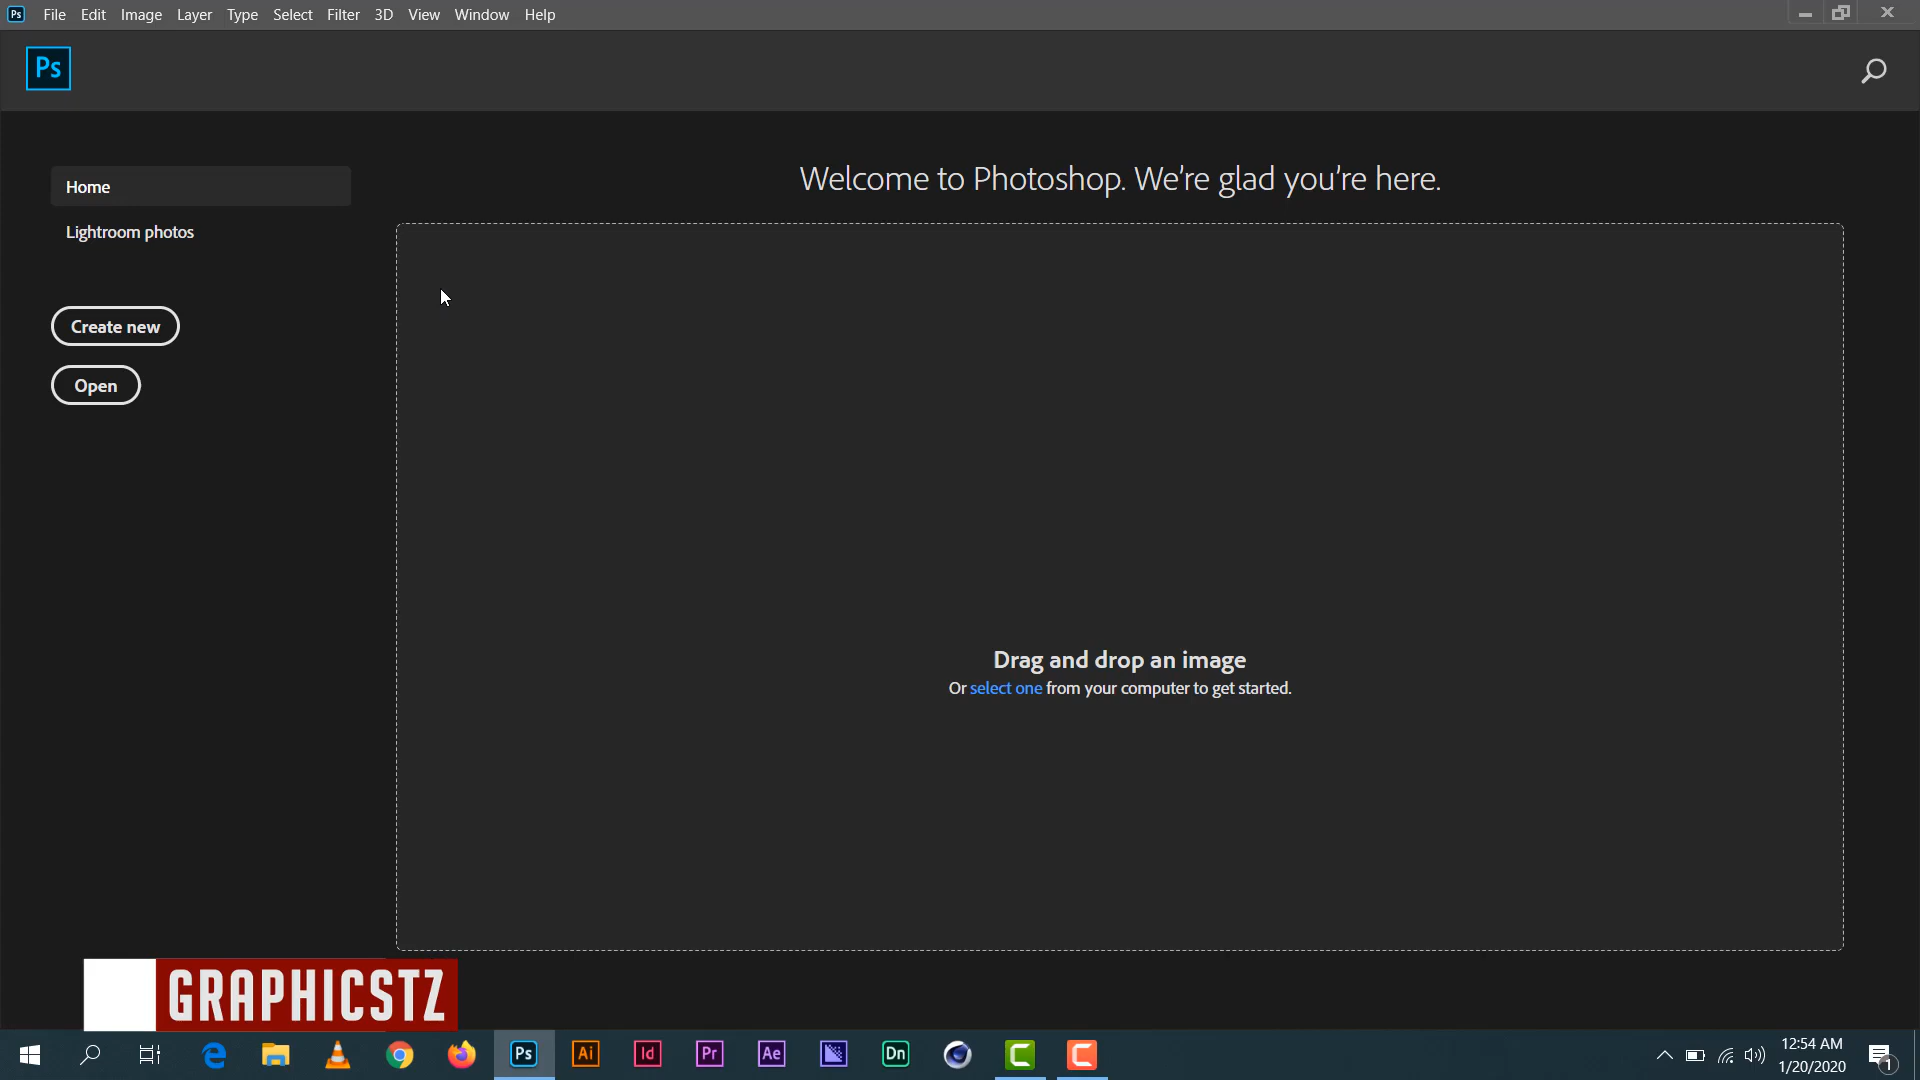 Ps File Edit Image Layer Type Select Filter 3D View Window Help
Ps
Home
Lightroom photos
Create new
Open
Welcome to Photoshop. We're glad you're here.
Drag and drop an image
Or select one from your computer to get started.
GRAPHICSTZ
Ps Ai Id Pr Ae Dn
12:54 AM
1/20/2020
1